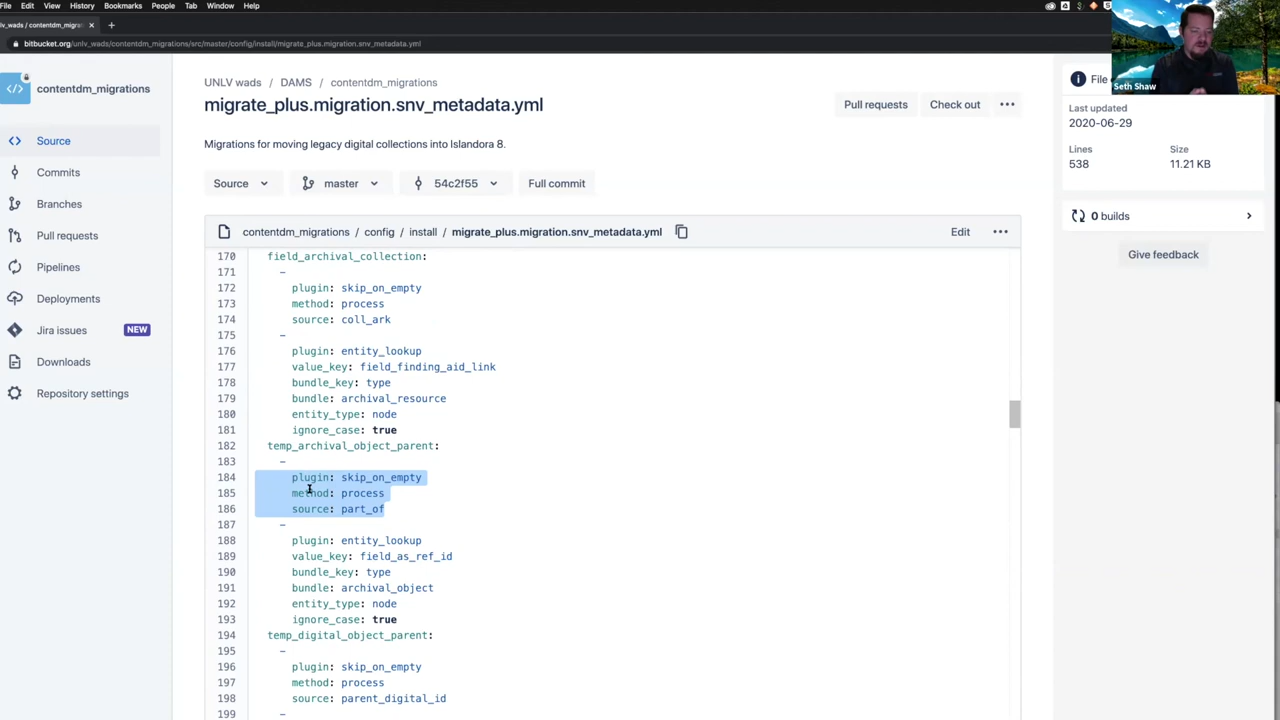 File Edit View History Bookmarks People Tab Window Help
lv_wads / contentdm_migra
bitbucket.org/unlv_wads/contentdm_migrations/src/master/config/install/migrate_plus.migration.snv_metadata.yml
Seth Shaw
contentdm_migrations
Source
Commits
Branches
Pull requests
Pipelines
Deployments
Jira issues NEW
Downloads
Repository settings
UNLV wads / DAMS / contentdm_migrations
migrate_plus.migration.snv_metadata.yml
Pull requests Check out
Migrations for moving legacy digital collections into Islandora 8.
Source master 54c2f55 Full commit
contentdm_migrations / config / install / migrate_plus.migration.snv_metadata.yml Edit
170 field_archival_collection:
171 -
172 plugin: skip_on_empty
173 method: process
174 source: coll_ark
175 -
176 plugin: entity_lookup
177 value_key: field_finding_aid_link
178 bundle_key: type
179 bundle: archival_resource
180 entity_type: node
181 ignore_case: true
182 temp_archival_object_parent:
183 -
184 plugin: skip_on_empty
185 method: process
186 source: part_of
187 -
188 plugin: entity_lookup
189 value_key: field_as_ref_id
190 bundle_key: type
191 bundle: archival_object
192 entity_type: node
193 ignore_case: true
194 temp_digital_object_parent:
195 -
196 plugin: skip_on_empty
197 method: process
198 source: parent_digital_id
199 -
File
Last updated
2020-06-29
Lines Size
538 11.21 KB
0 builds
Give feedback